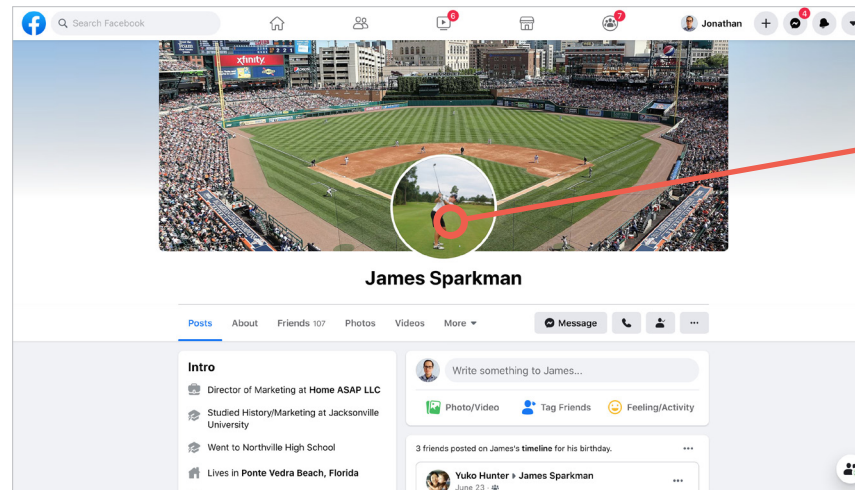 Search Facebook
6
7
Jonathan
4
xfinity
James Sparkman
Posts
About
Friends 107
Photos
Videos
More
Message
Intro
Director of Marketing at Home ASAP LLC
Studied History/Marketing at Jacksonville
University
Went to Northville High School
Lives in Ponte Vedra Beach, Florida
Write something to James...
Photo/Video
Tag Friends
Feeling/Activity
3 friends posted on James's timeline for his birthday.
Yuko Hunter ▸ James Sparkman
June 23 ·